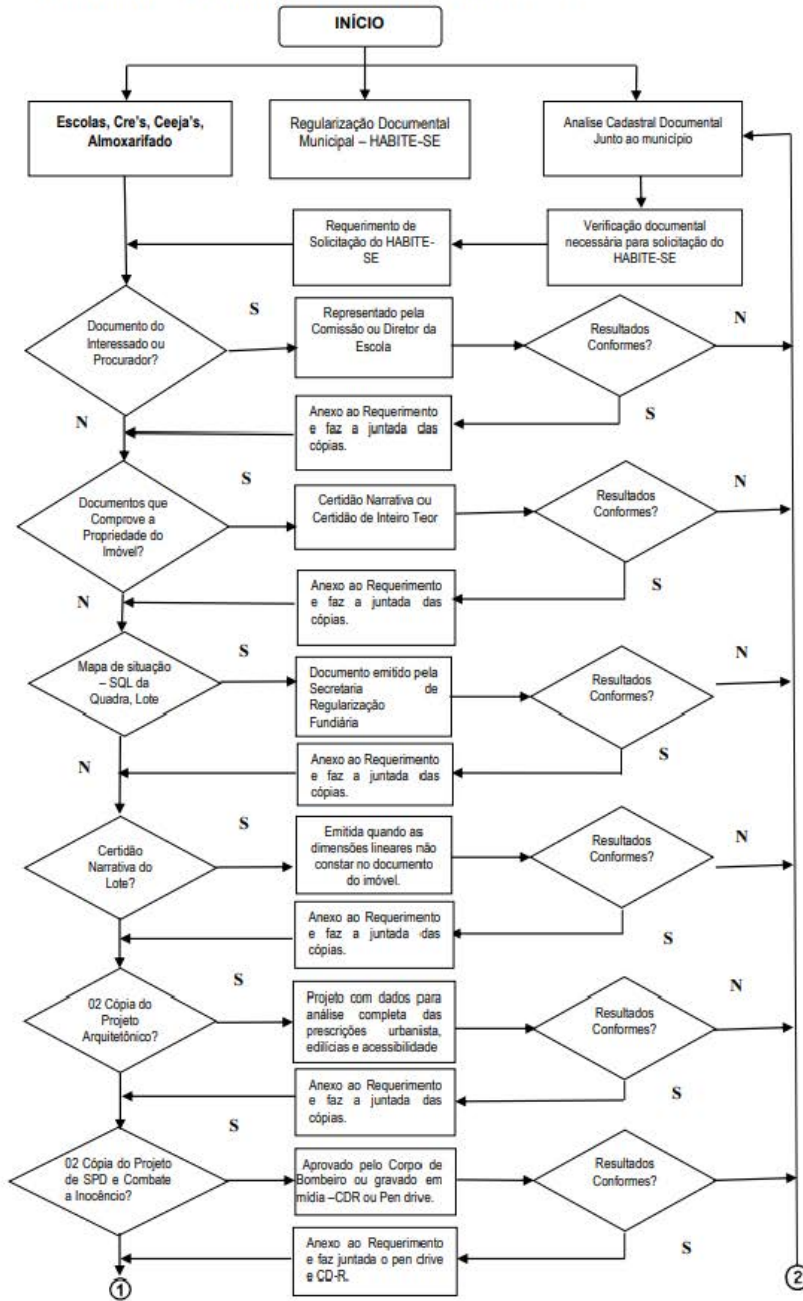 INÍCIO
Escolas, Cre's, Ceeja's,
Almoxarifado
Regularização Documental
Municipal – HABITE-SE
Analise Cadastral Documental
Junto ao município
Requerimento de
Solicitação do HABITE-
SE
Verificação documental
necessária para solicitação do
HABITE-SE
Documento do
Interessado ou
Procurador?
S
Representado pela
Comissão ou Diretor da
Escola
Resultados
Conformes?
N
N
Anexo ao Requerimento
e faz a juntada das
cópias.
S
Documentos que
Comprove a
Propriedade do
Imóvel?
S
Certidão Narrativa ou
Certidão de Inteiro Teor
Resultados
Conformes?
N
N
Anexo ao Requerimento
e faz a juntada das
cópias.
S
Mapa de situação
– SQL da
Quadra, Lote
S
Documento emitido pela
Secretaria de
Regularização
Fundiária
Resultados
Conformes?
N
N
Anexo ao Requerimento
e faz a juntada das
cópias.
S
Certidão
Narrativa do
Lote?
S
Emitida quando as
dimensões lineares não
constar no documento
do imóvel.
Resultados
Conformes?
N
Anexo ao Requerimento
e faz a juntada das
cópias.
S
02 Cópia do
Projeto
Arquitetônico?
S
Projeto com dados para
análise completa das
prescrições urbanista,
edilícias e acessibilidade
Resultados
Conformes?
N
Anexo ao Requerimento
e faz a juntada das
cópias.
S
02 Cópia do Projeto
de SPD e Combate
a Inocêncio?
S
Aprovado pelo Corpo de
Bombeiro ou gravado em
mídia –CDR ou Pen drive.
Resultados
Conformes?
Anexo ao Requerimento
e faz juntada o pen drive
e CD-R.
S
1
2